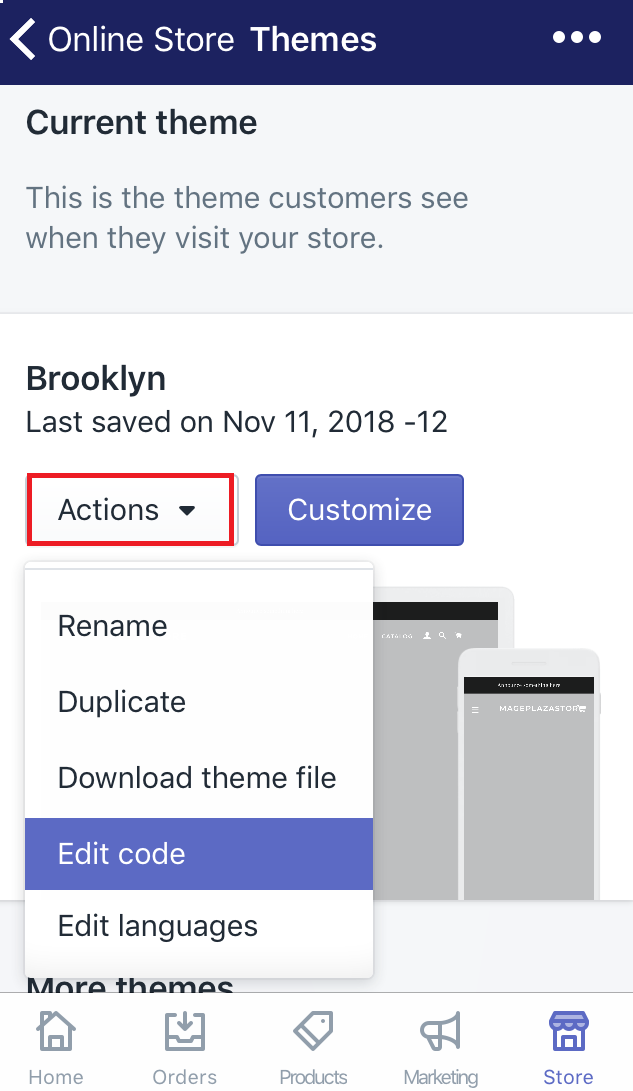 Online Store Themes
Current theme
This is the theme customers see
when they visit your store.
Brooklyn
Last saved on Nov 11, 2018 -12
Actions
Customize
Rename
Duplicate
Download theme file
Edit code
Edit languages
CATALOG
MAGEPLAZASTOR
More themes
Home
Orders
Products
Marketing
Store